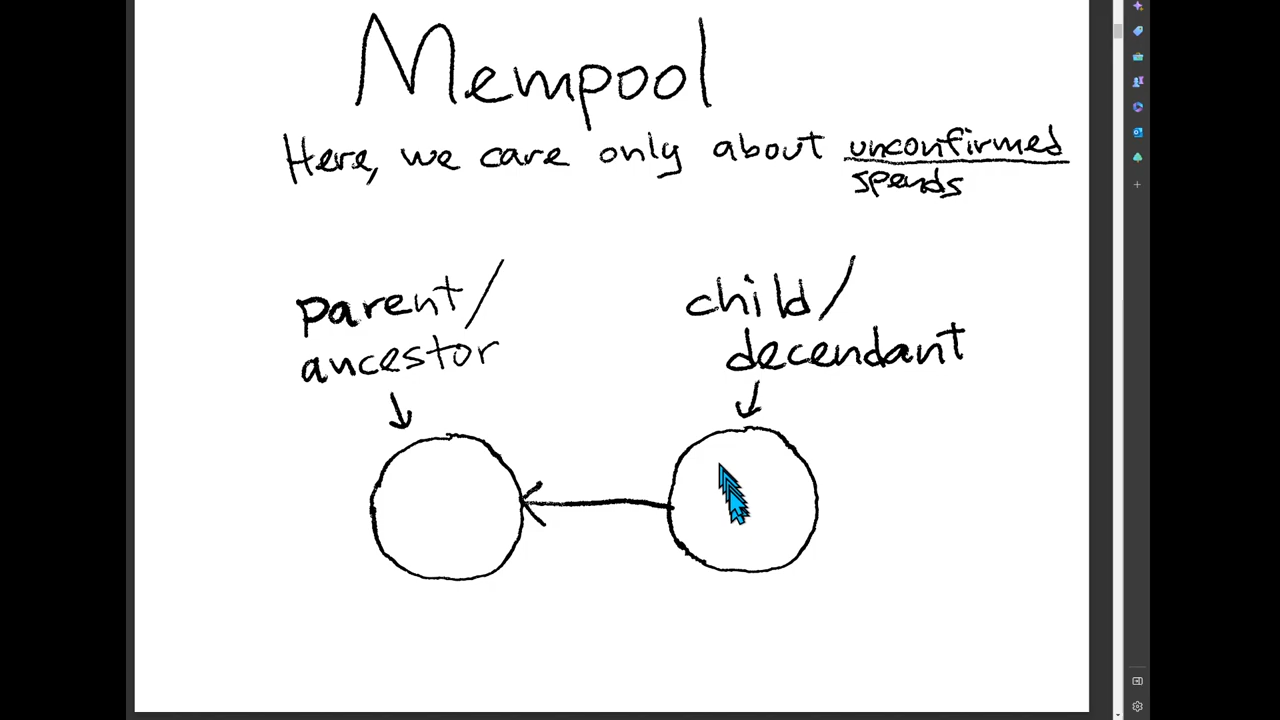 Mempool
Here, we care only about unconfirmed
spends
parent/
ancestor
child/
decendant